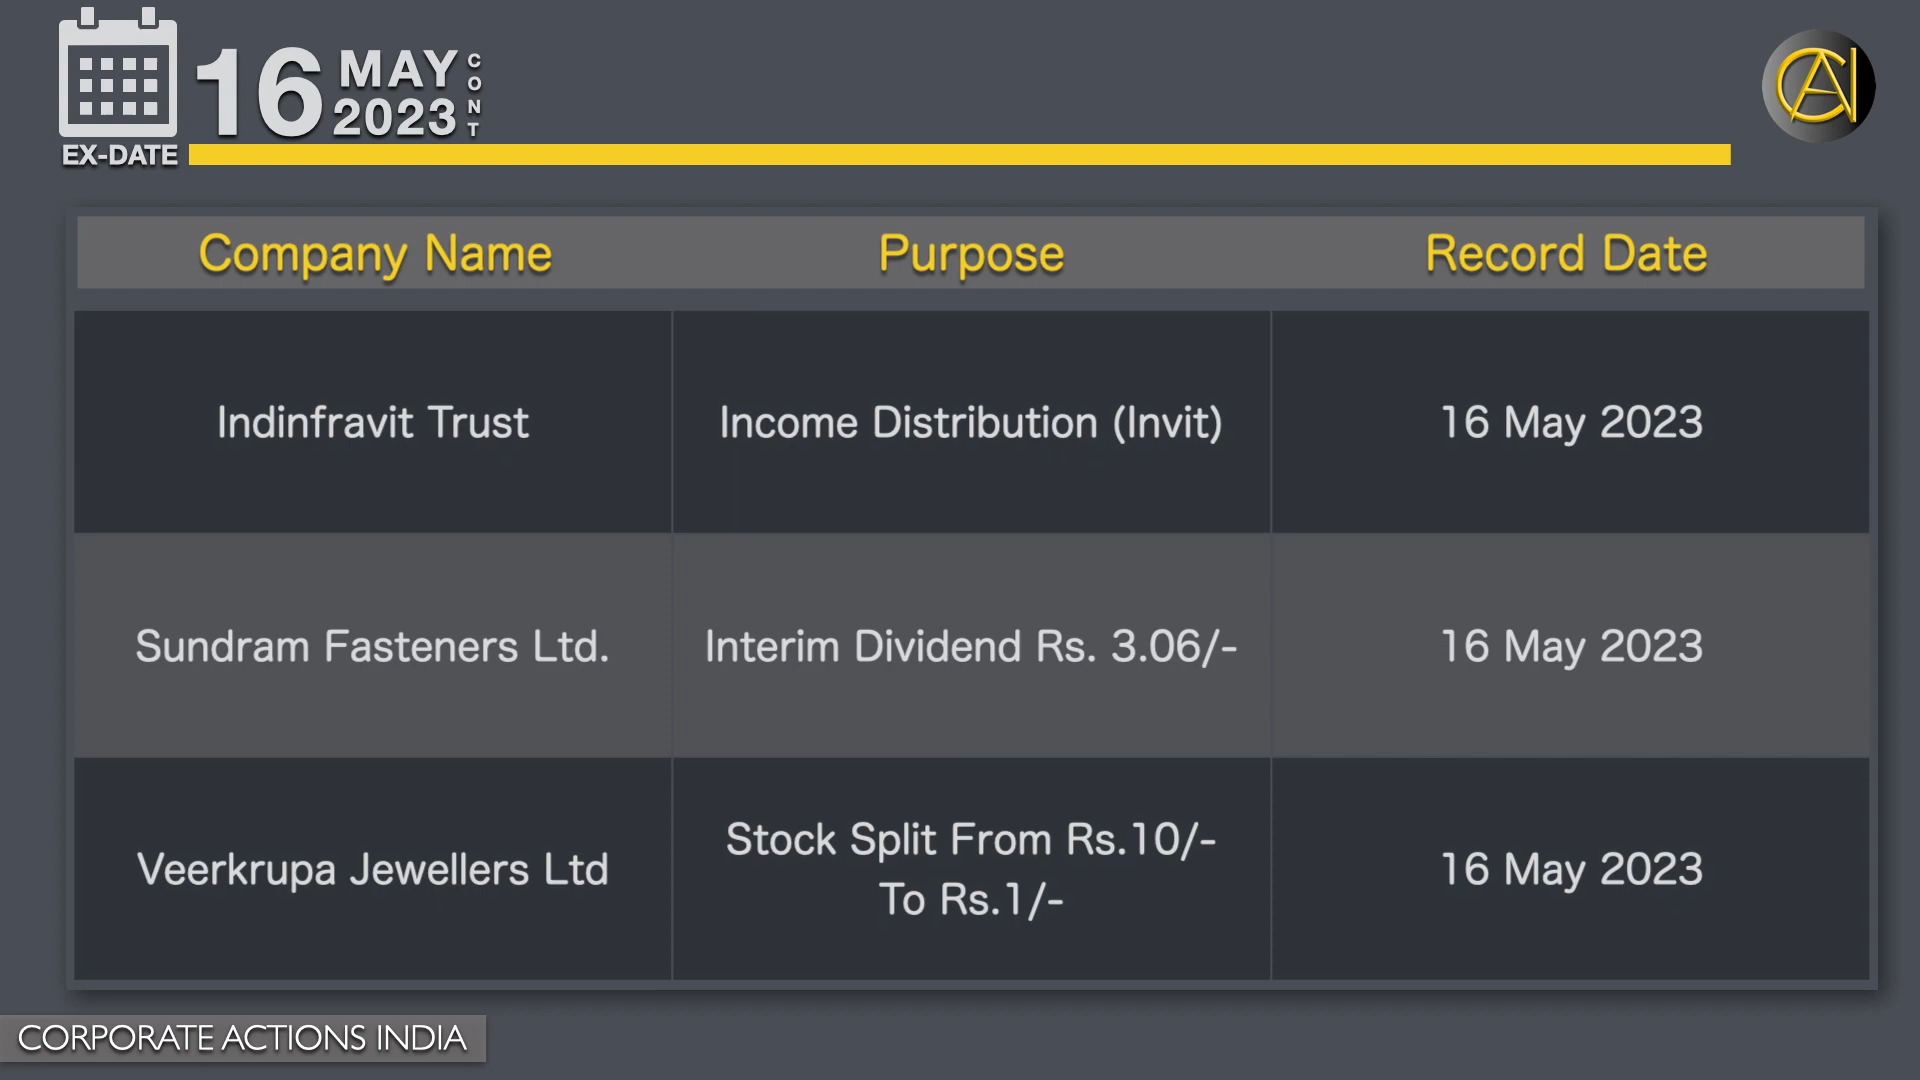 16 MAY 2023 CONT
EX-DATE
CAI
Company Name Purpose Record Date
Indinfravit Trust Income Distribution (Invit) 16 May 2023
Sundram Fasteners Ltd. Interim Dividend Rs. 3.06/- 16 May 2023
Veerkrupa Jewellers Ltd Stock Split From Rs.10/-
To Rs.1/- 16 May 2023
CORPORATE ACTIONS INDIA